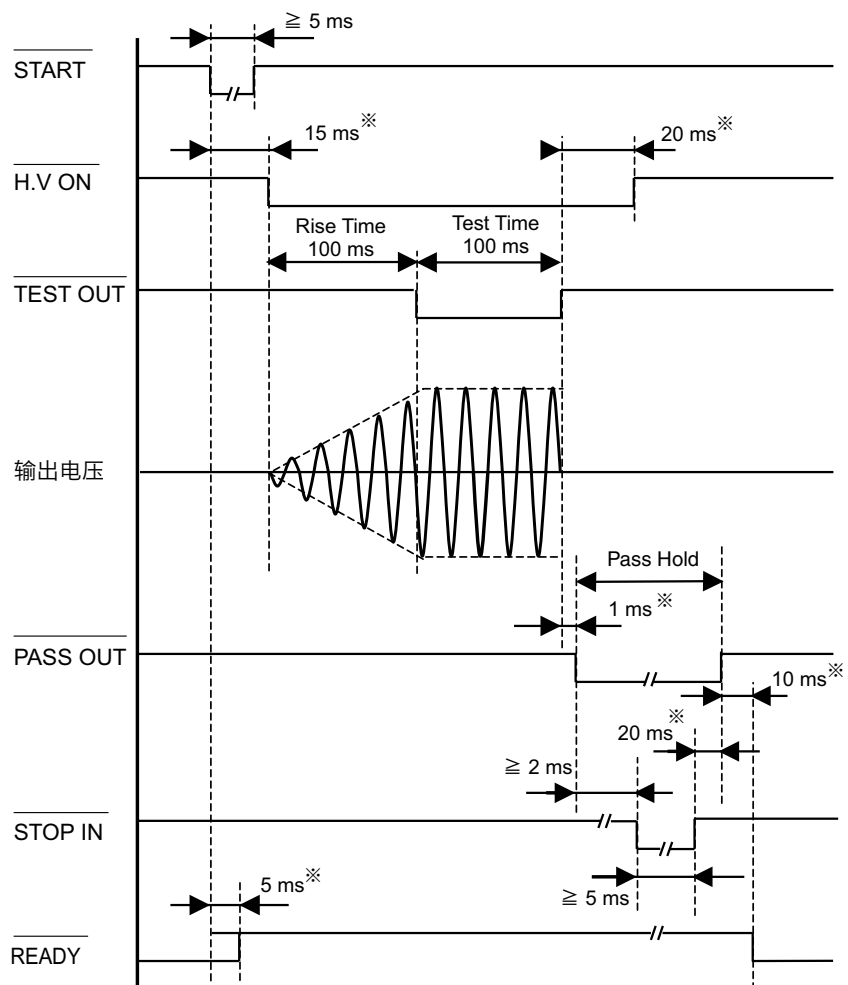 ≧ 5 ms
START
15 ms※
20 ms※
H.V ON
Rise Time
100 ms
Test Time
100 ms
TEST OUT
输出电压
Pass Hold
1 ms※
PASS OUT
10 ms※
20 ms※
≧ 2 ms
STOP IN
5 ms※
≧ 5 ms
READY